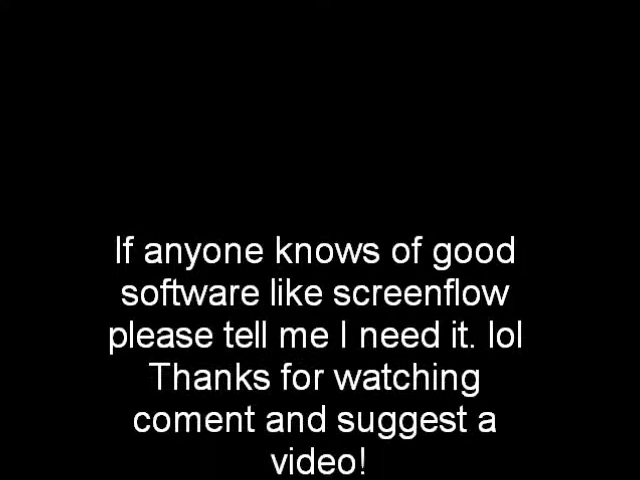 If anyone knows of good
software like screenflow
please tell me I need it. lol
Thanks for watching
coment and suggest a
video!